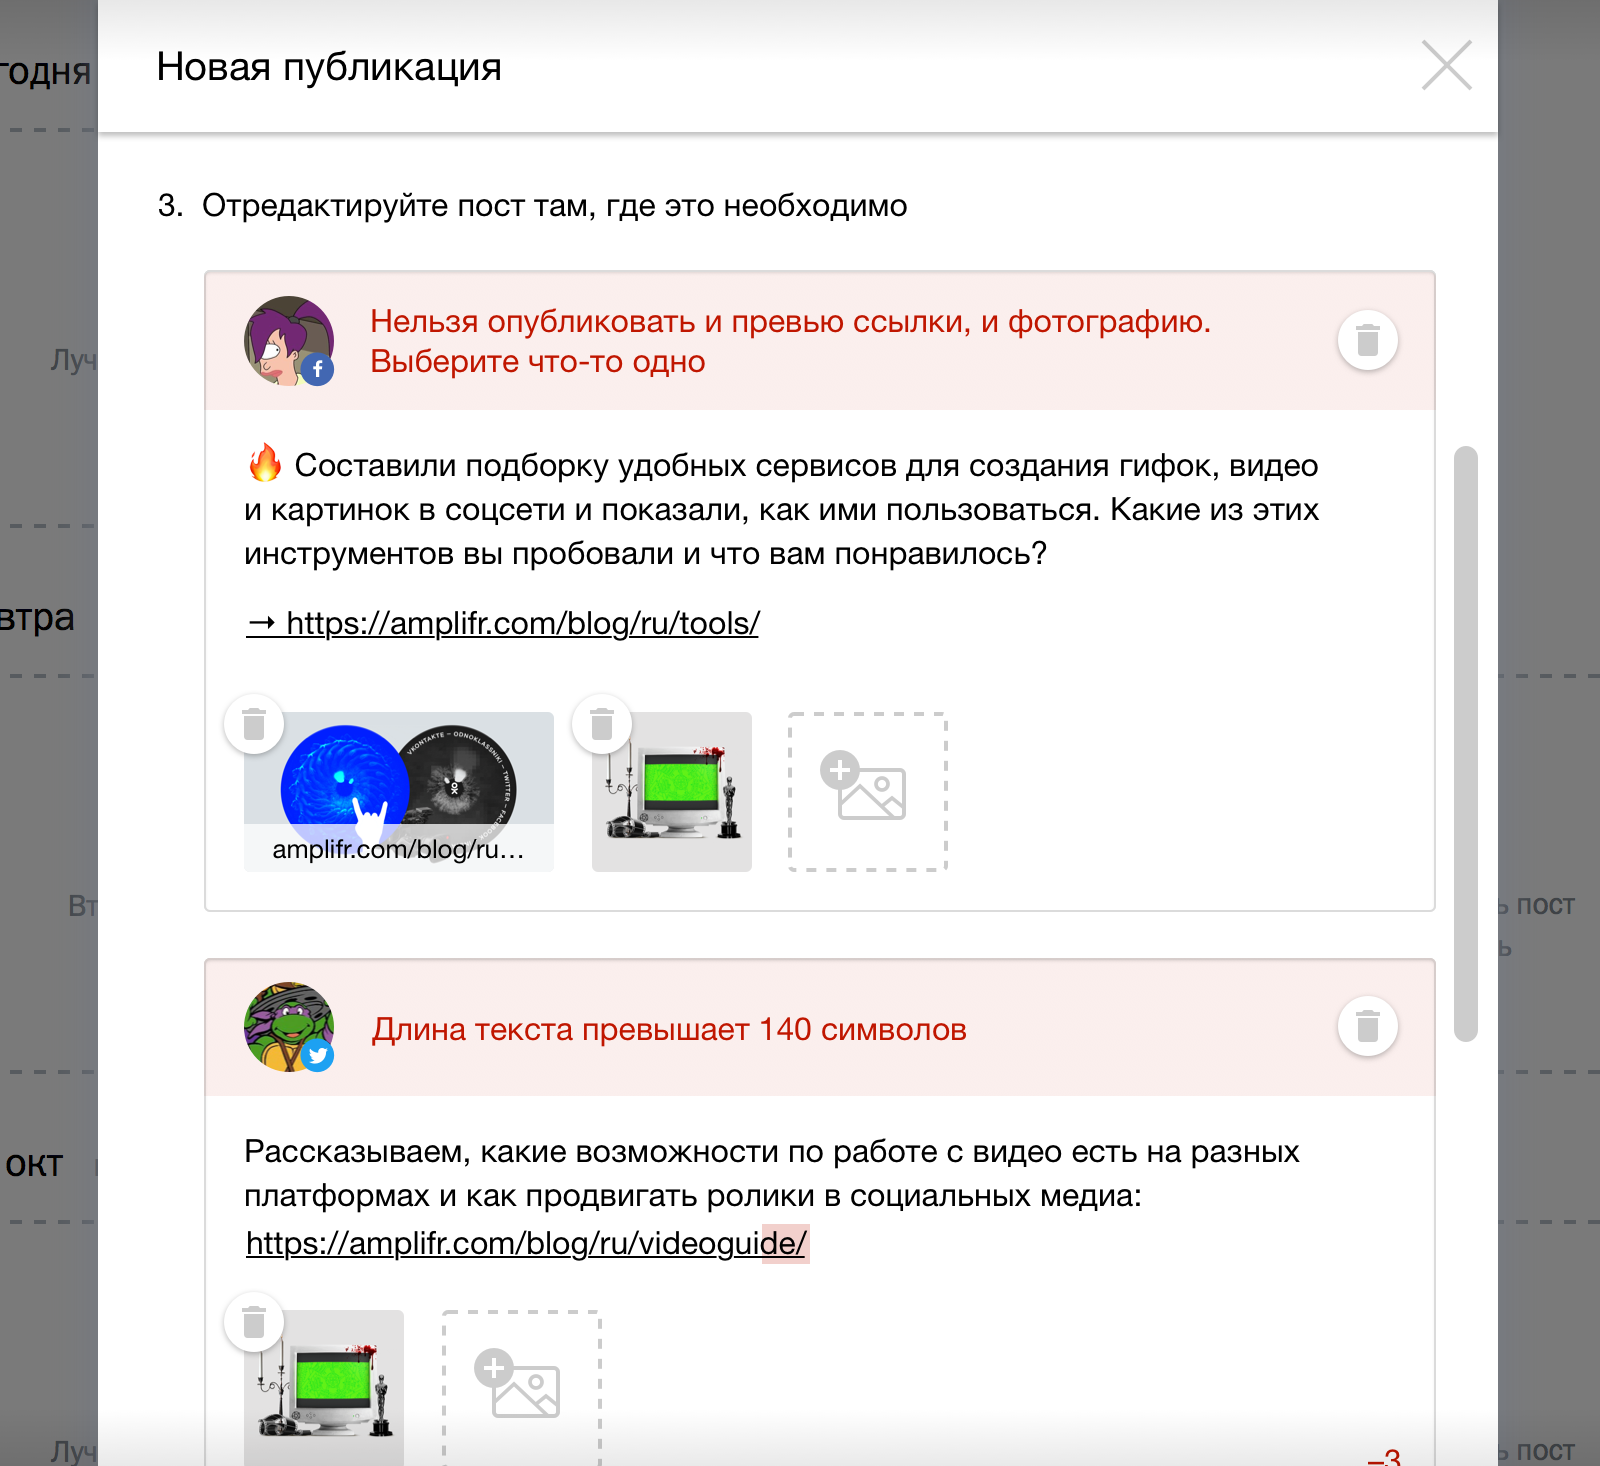 Новая публикация
годня
3. Отредактируйте пост там, где это необходимо
Нельзя опубликовать и превью ссылки, и фотографию.
Выберите что-то одно
Луч
🔥 Составили подборку удобных сервисов для создания гифок, видео
и картинок в соцсети и показали, как ими пользоваться. Какие из этих
инструментов вы пробовали и что вам понравилось?
втра
→ https://amplifr.com/blog/ru/tools/
VKONTAKTE – ODNOKLASSNIKI – TWITTER – FACEBOOK
amplifr.com/blog/ru...
Вт
ь пост
ь
Длина текста превышает 140 символов
Рассказываем, какие возможности по работе с видео есть на разных
окт
платформах и как продвигать ролики в социальных медиа:
https://amplifr.com/blog/ru/videoguide/
Луч
–3
ь пост